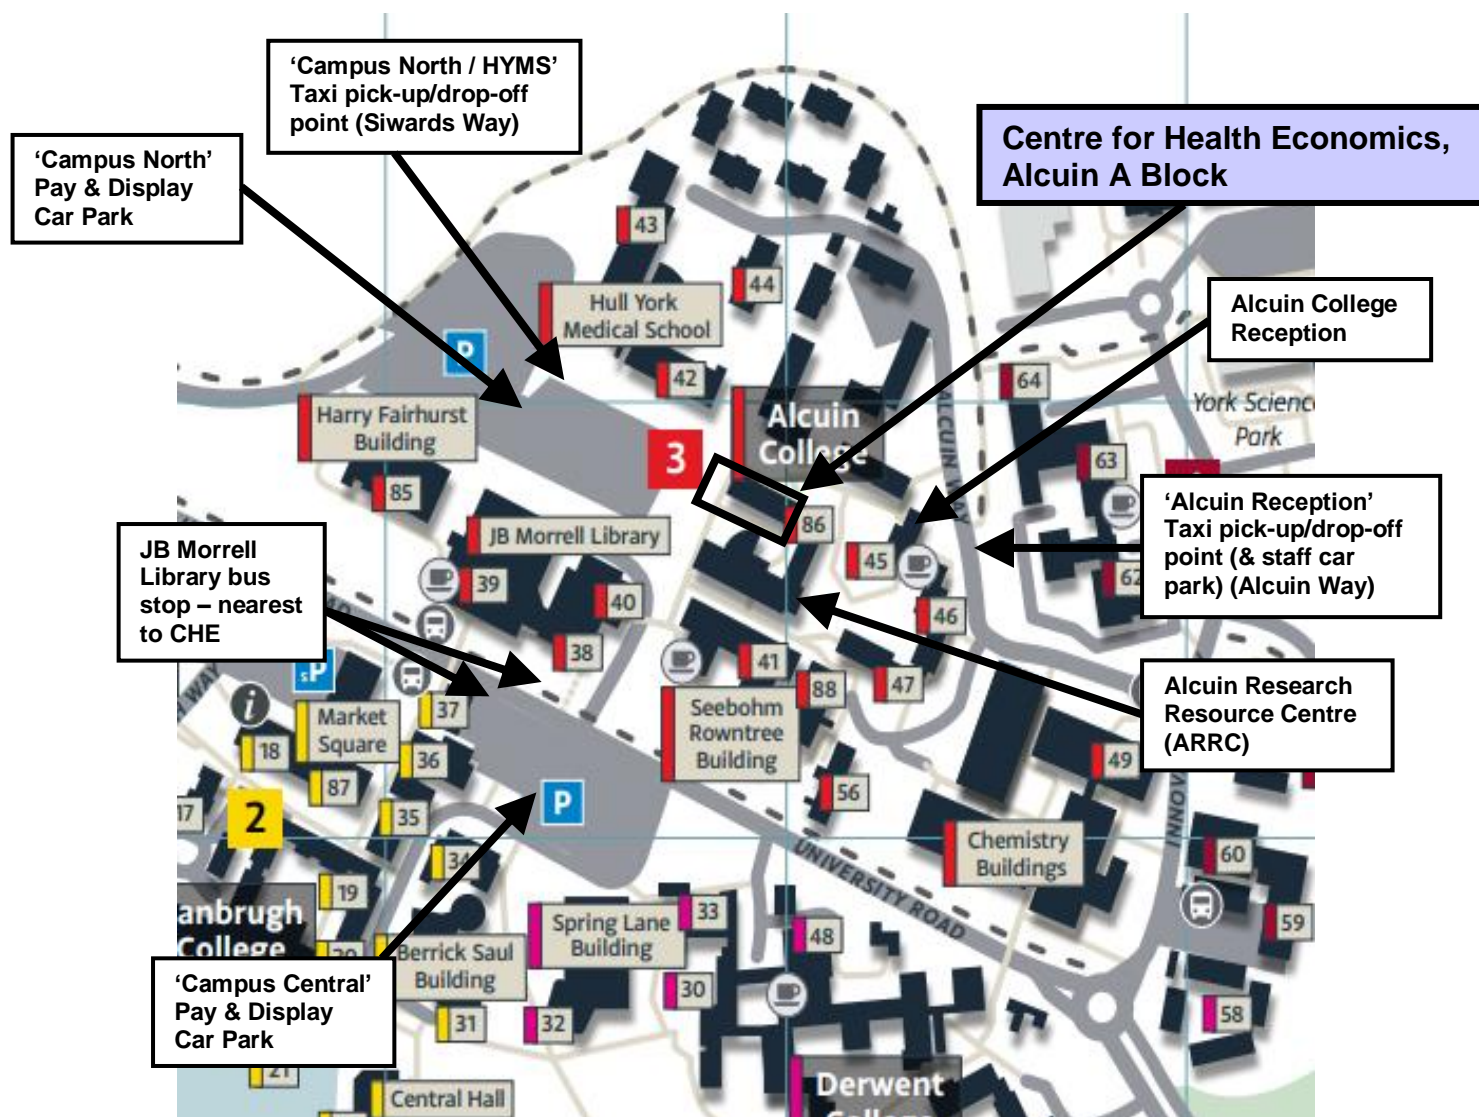 ‘Campus North / HYMS’
Taxi pick-up/drop-off
point (Siwards Way)
‘Campus North’
Pay & Display
Car Park
Centre for Health Economics,
Alcuin A Block
Alcuin College
Reception
‘Alcuin Reception’
Taxi pick-up/drop-off
point (& staff car
park) (Alcuin Way)
JB Morrell
Library bus
stop – nearest
to CHE
Alcuin Research
Resource Centre
(ARRC)
‘Campus Central’
Pay & Display
Car Park
43
44
Hull York
Medical School
P
42
64
Harry Fairhurst
Building
Alcuin
College
ALCUIN WAY
York Scienc
Park
3
63
85
86
JB Morrell Library
45
62
39
40
46
38
41
47
88
sP
i
37
Market
Square
18
36
87
Seebohm
Rowntree
Building
49
56
P
17
2
35
34
UNIVERSITY ROAD
Chemistry
Buildings
INNOVA
60
19
anbrugh
College
20
Berrick Saul
Building
Spring Lane
Building
33
48
59
30
31
32
58
21
Central Hall
Derwent
College